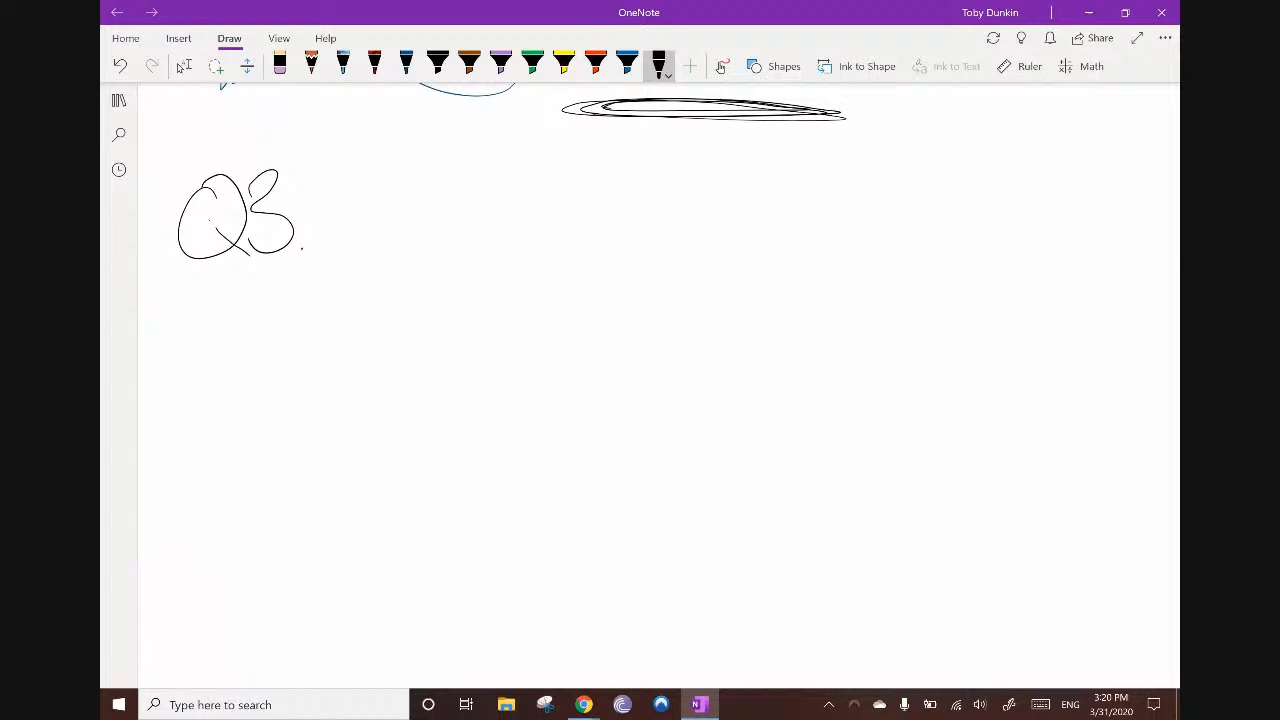 OneNote
Toby Dunkin
Home Insert Draw View Help
Share
Shapes Ink to Shape Ink to Text Ruler Math
Q3.
Type here to search
N
ENG
3:20 PM
3/31/2020